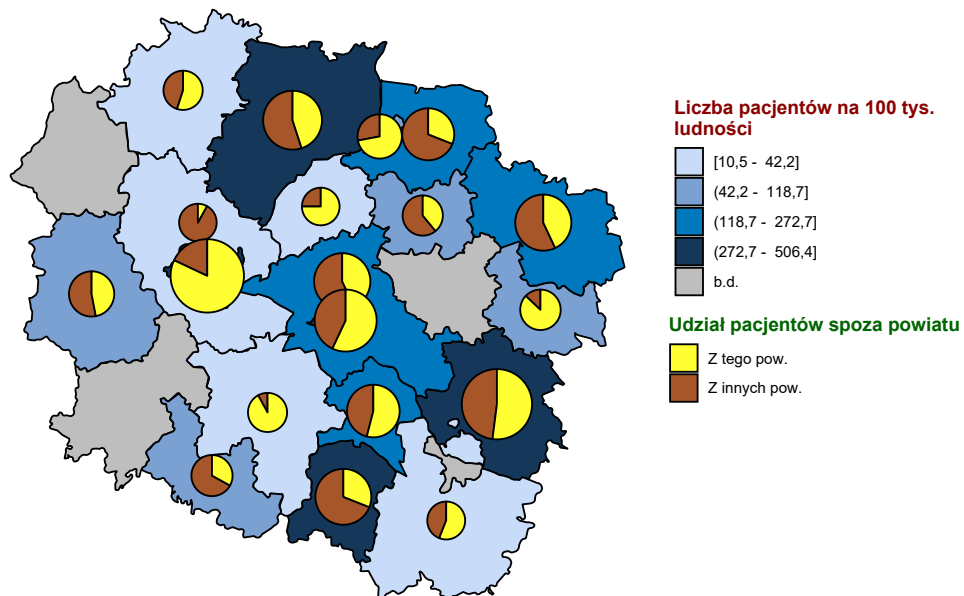 Liczba pacjentów na 100 tys.
ludności
[10,5 - 42,2]
(42,2 - 118,7]
(118,7 - 272,7]
(272,7 - 506,4]
b.d.
Udział pacjentów spoza powiatu
Z tego pow.
Z innych pow.